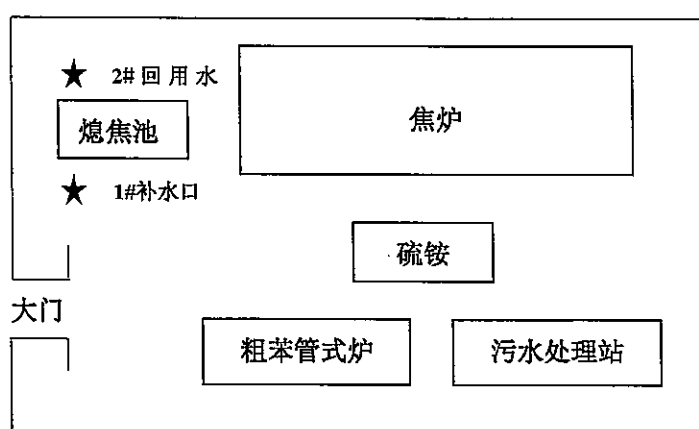 ★ 2# 回 用 水
熄焦池
焦炉
★ 1#补水口
硫铵
大门
粗苯管式炉
污水处理站